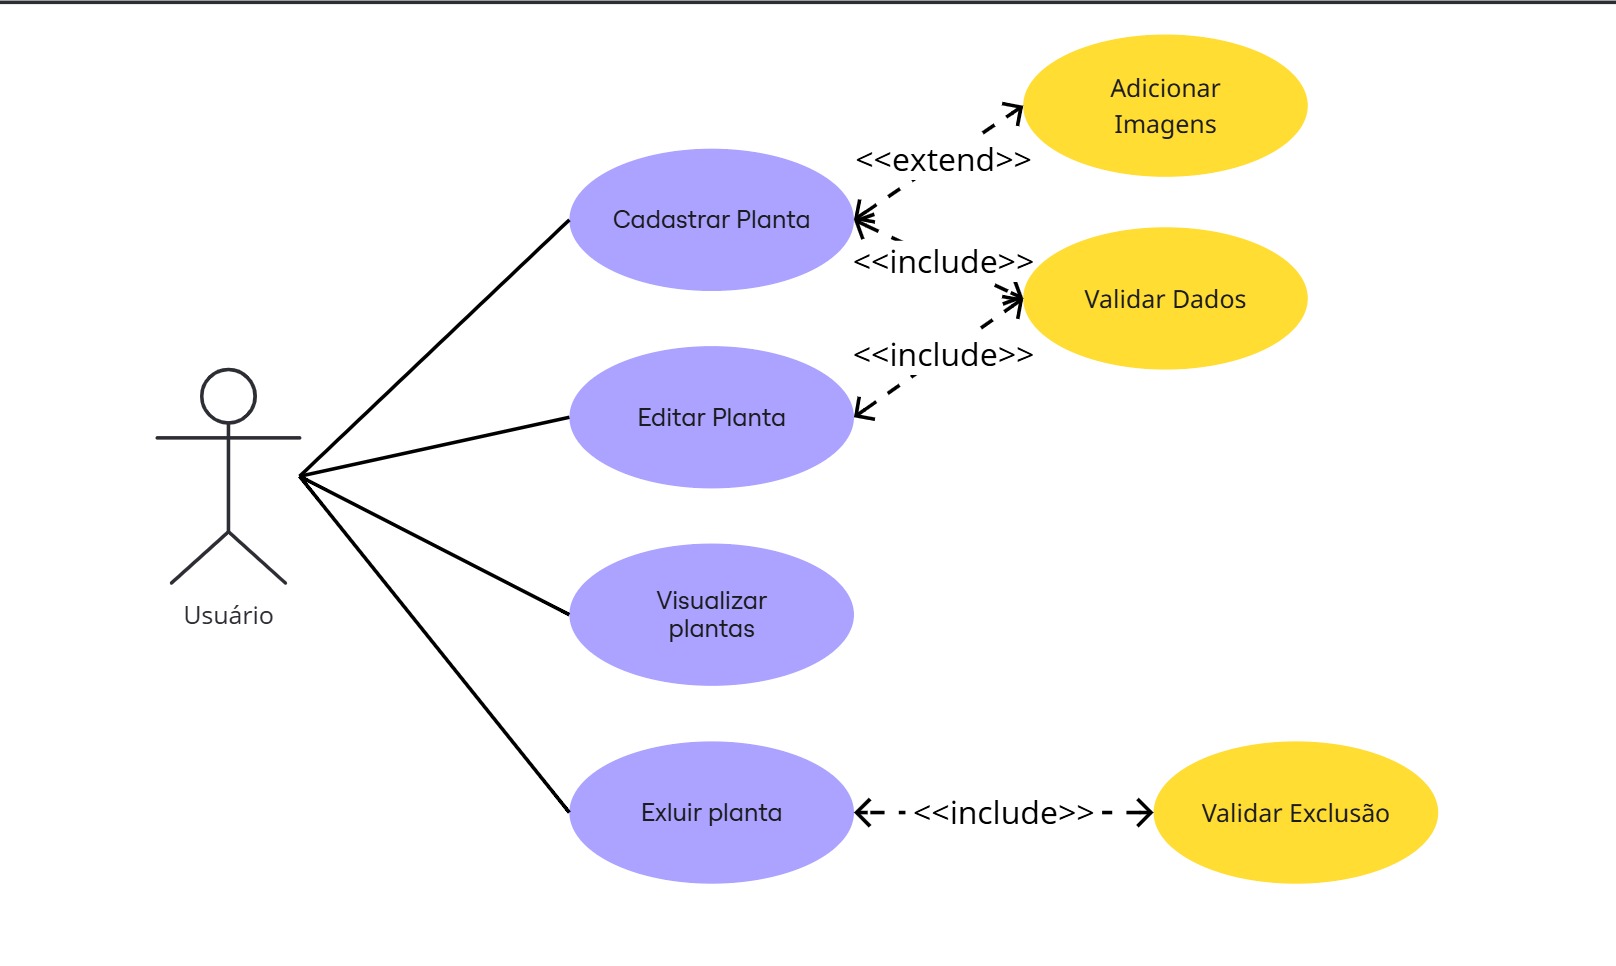 Adicionar
Imagens
<<extend>>
Cadastrar Planta
<<include>>
Validar Dados
<<include>>
Editar Planta
Visualizar
plantas
Usuário
Exluir planta
<<include>>
Validar Exclusão